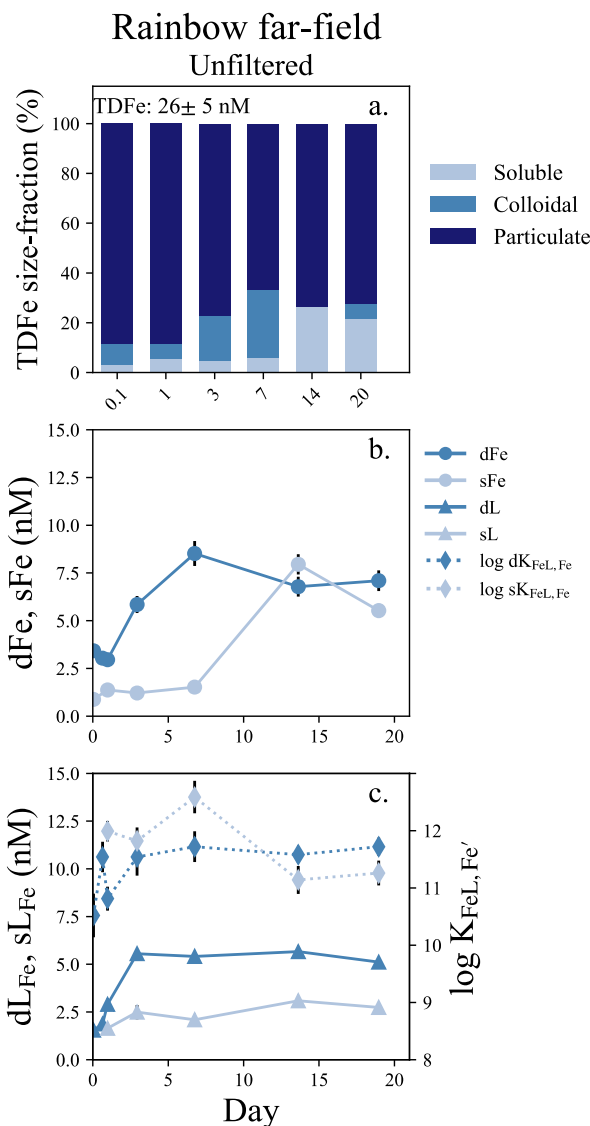 Rainbow far-field
Unfiltered
TDFe: 26± 5 nM
a.
TDFe size-fraction (%)
100
80
60
40
20
0
0.1
1
3
7
14
20
Soluble
Colloidal
Particulate
b.
dFe, sFe (nM)
15.0
12.5
10.0
7.5
5.0
2.5
0.0
0
5
10
15
20
dFe
sFe
dL
sL
log dK_FeL, Fe
log sK_FeL, Fe
c.
dL_Fe, sL_Fe (nM)
15.0
12.5
10.0
7.5
5.0
2.5
0.0
12
11
10
9
8
log K_FeL, Fe′
0
5
10
15
20
Day